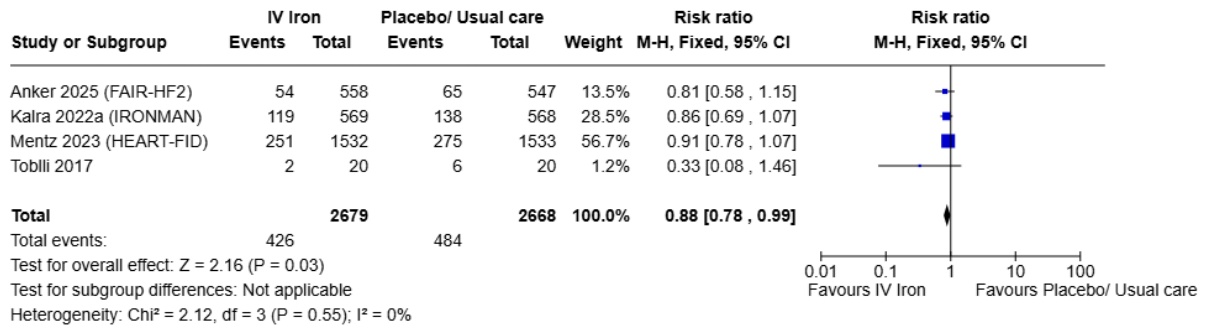 IV Iron Placebo/ Usual care Risk ratio Risk ratio
Study or Subgroup Events Total Events Total Weight M-H, Fixed, 95% CI M-H, Fixed, 95% CI
Anker 2025 (FAIR-HF2) 54 558 65 547 13.5% 0.81 [0.58 , 1.15]
Kalra 2022a (IRONMAN) 119 569 138 568 28.5% 0.86 [0.69 , 1.07]
Mentz 2023 (HEART-FID) 251 1532 275 1533 56.7% 0.91 [0.78 , 1.07]
Toblli 2017 2 20 6 20 1.2% 0.33 [0.08 , 1.46]
Total 2679 2668 100.0% 0.88 [0.78 , 0.99]
Total events: 426 484
Test for overall effect: Z = 2.16 (P = 0.03)
Test for subgroup differences: Not applicable
Heterogeneity: Chi² = 2.12, df = 3 (P = 0.55); I² = 0%
0.01 0.1 1 10 100
Favours IV Iron Favours Placebo/ Usual care